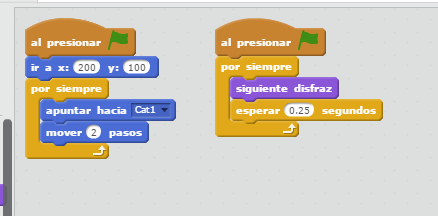 al presionar
ir a x: 200 y: 100
por siempre
apuntar hacia Cat1
mover 2 pasos
al presionar
por siempre
siguiente disfraz
esperar 0.25 segundos